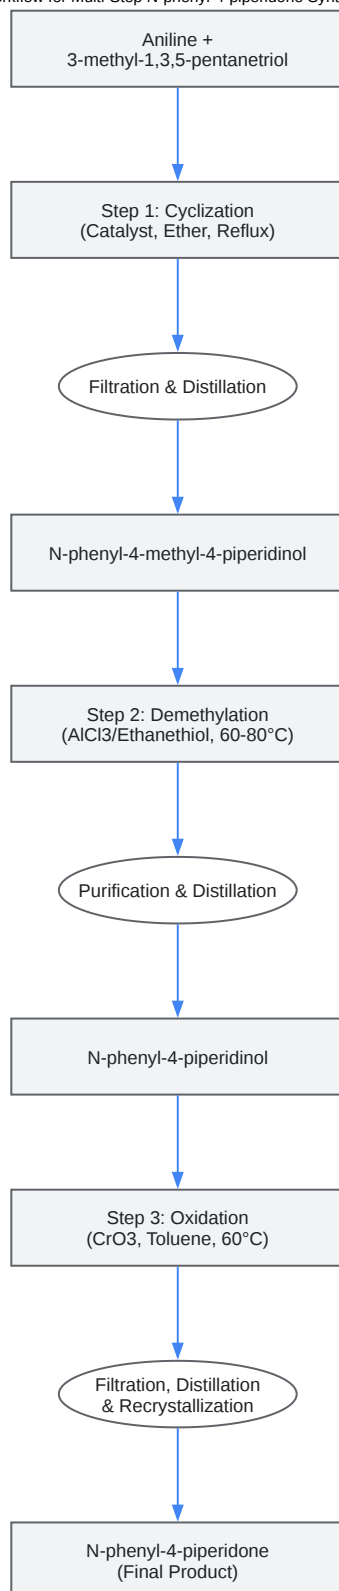 for Multi-Step N-phenyl-4-piperidone
Aniline +
3-methyl-1,3,5-pentanetriol
Step 1: Cyclization
(Catalyst, Ether, Reflux)
Filtration & Distillation
N-phenyl-4-methyl-4-piperidinol
Step 2: Demethylation
(AlCl3/Ethanethiol, 60-80°C)
Purification & Distillation
N-phenyl-4-piperidinol
Step 3: Oxidation
(CrO3, Toluene, 60°C)
Filtration, Distillation
& Recrystallization
N-phenyl-4-piperidone
(Final Product)